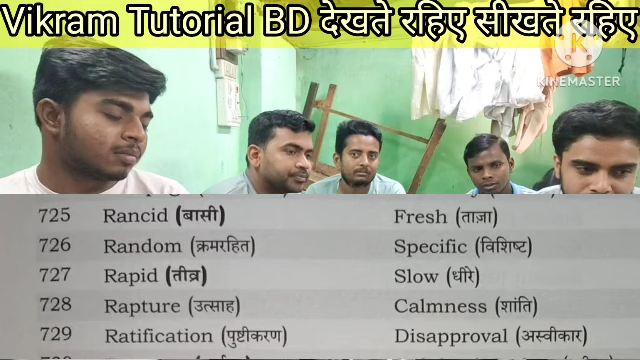 Vikram Tutorial BD देखते रहिए सीखते रहिए
KINEMASTER
725 Rancid (बासी) Fresh (ताज़ा)
726 Random (क्रमरहित) Specific (विशिष्ट)
727 Rapid (तीव्र) Slow (धीरे)
728 Rapture (उत्साह) Calmness (शांति)
729 Ratification (पुष्टीकरण) Disapproval (अस्वीकार)